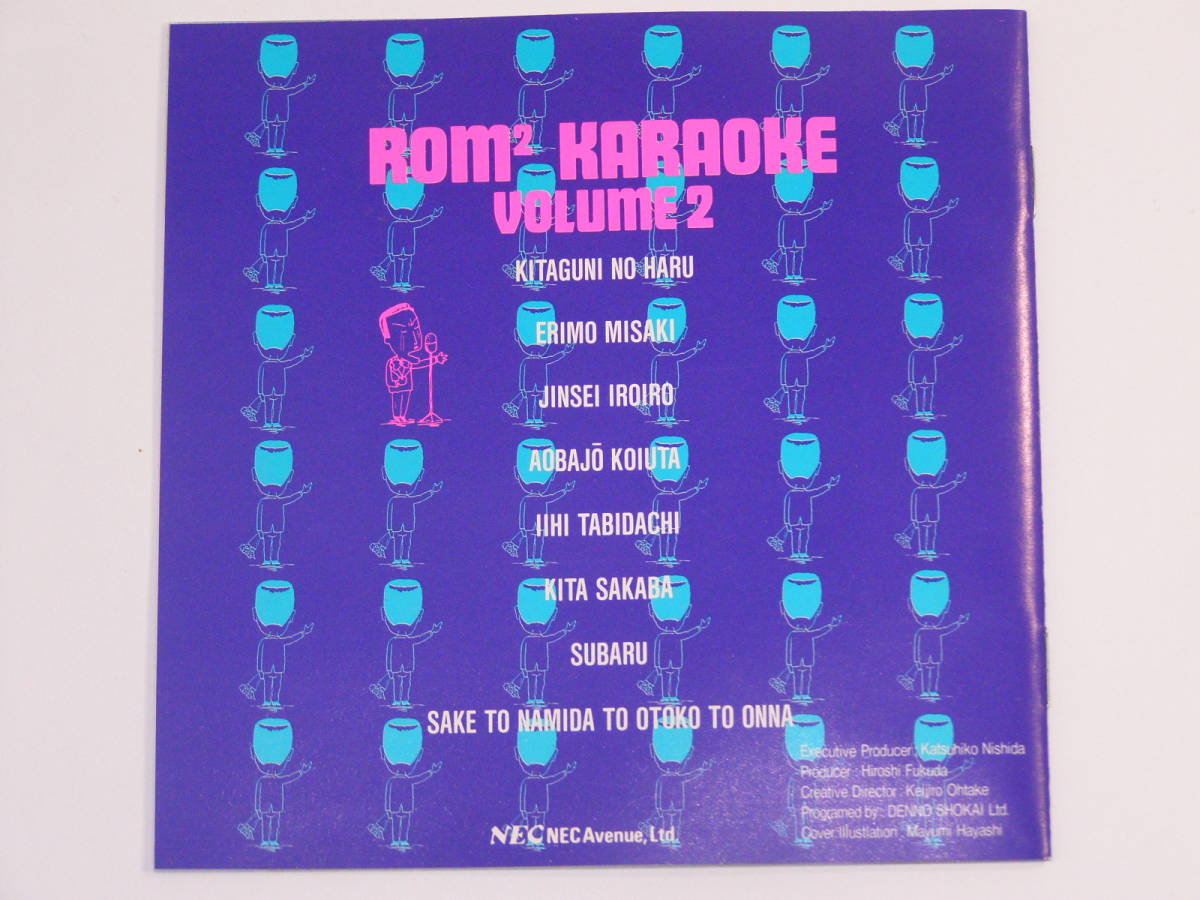 ROM² KARAOKE
VOLUME 2
KITAGUNI NO HARU
ERIMO MISAKI
JINSEI IROIRO
AOBAJŌ KOIUTA
IIHI TABIDACHI
KITA SAKABA
SUBARU
SAKE TO NAMIDA TO OTOKO TO ONNA
Executive Producer : Katsuhiko Nishida
Producer : Hiroshi Fukuda
Creative Director : Keijiro Ohtake
Programed by : DENNO SHOKAI Ltd.
Cover Illustlation : Mayumi Hayashi
NEC NEC Avenue, Ltd.